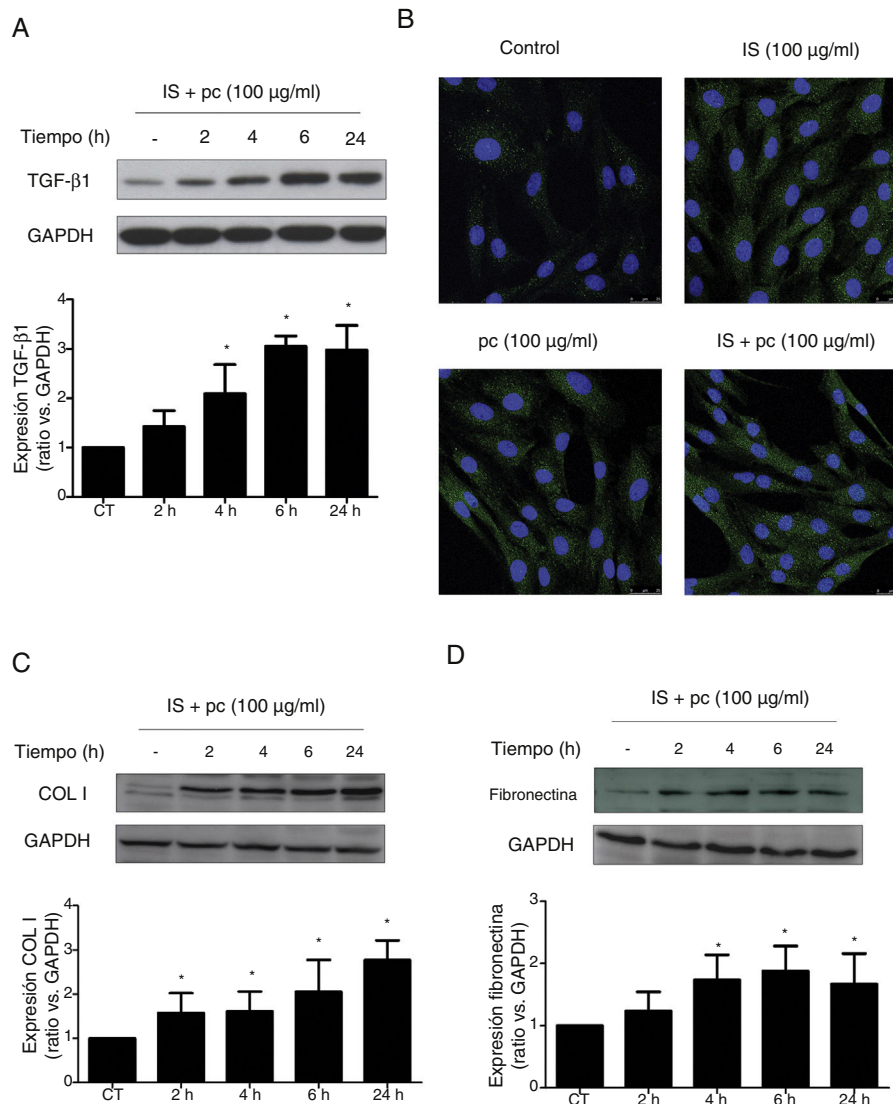 A
IS + pc (100 μg/ml)
Tiempo (h) - 2 4 6 24
TGF-β1
GAPDH
Expresión TGF-β1
(ratio vs. GAPDH)
4
3
2
1
0
* * *
CT 2 h 4 h 6 h 24 h
B
Control IS (100 μg/ml)
pc (100 μg/ml) IS + pc (100 μg/ml)
C
IS + pc (100 μg/ml)
Tiempo (h) - 2 4 6 24
COL I
GAPDH
Expresión COL I
(ratio vs. GAPDH)
4
3
2
1
0
* * * *
CT 2 h 4 h 6 h 24 h
D
IS + pc (100 μg/ml)
Tiempo (h) - 2 4 6 24
Fibronectina
GAPDH
Expresión fibronectina
(ratio vs. GAPDH)
3
2
1
0
* * *
CT 2 h 4 h 6 h 24 h